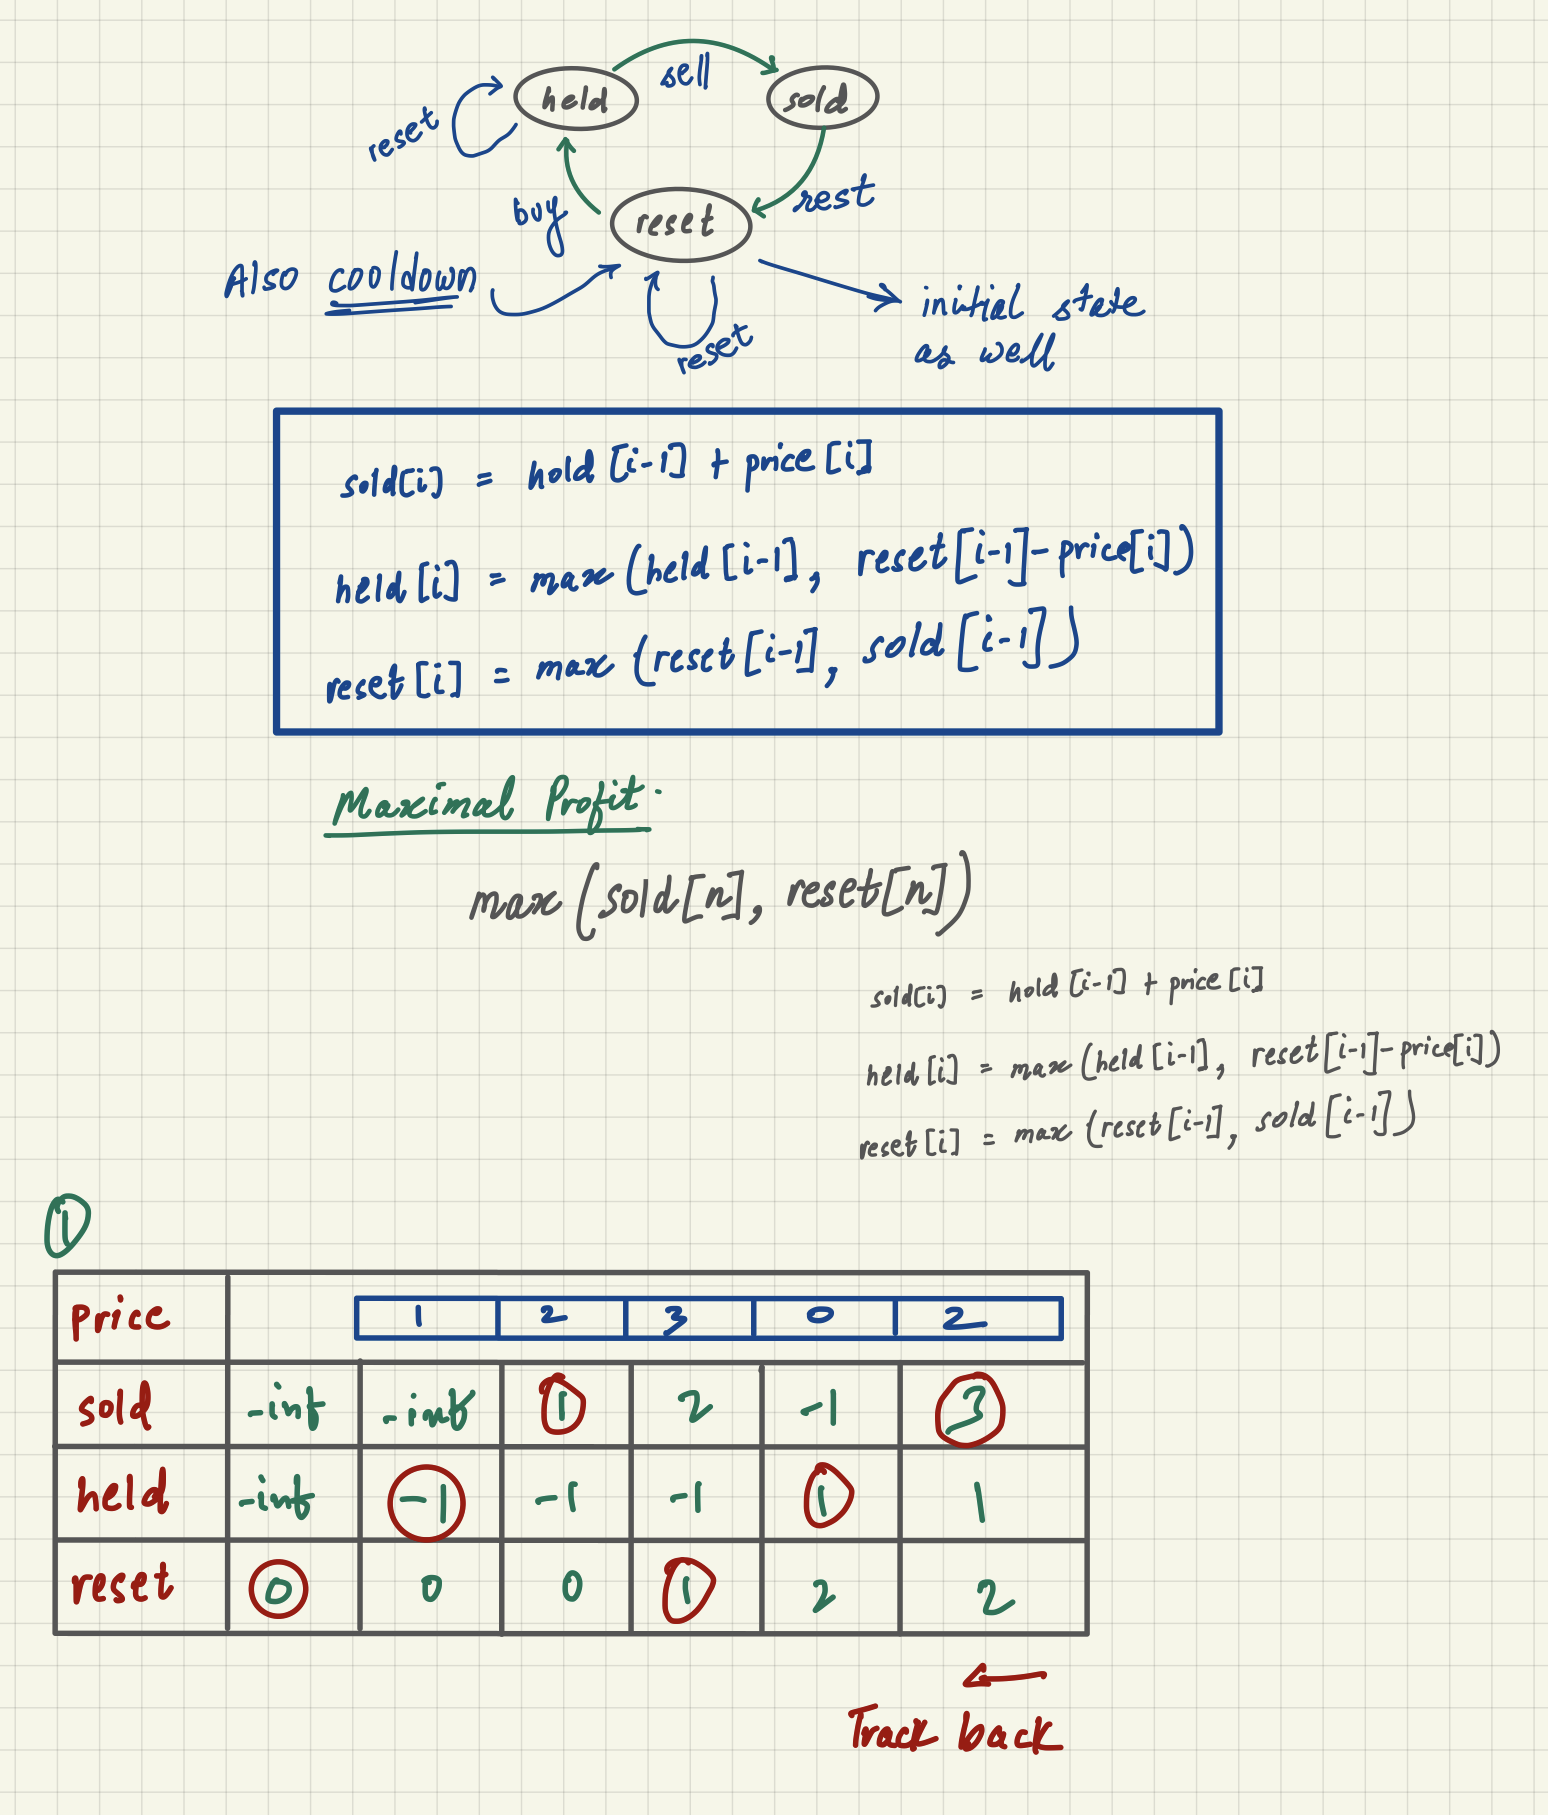 sell
held
sold
reset
buy
reset
rest
Also cooldown
reset
initial state
as well
sold[i] = hold[i-1] + price[i]
held[i] = max(held[i-1], reset[i-1]-price[i])
reset[i] = max(reset[i-1], sold[i-1])
Maximal Profit.
max(sold[n], reset[n])
sold[i] = hold[i-1] + price[i]
held[i] = max(held[i-1], reset[i-1]-price[i])
reset[i] = max(reset[i-1], sold[i-1])
1
Price 1 2 3 0 2
sold -int -int 1 2 -1 3
held -int -1 -1 -1 1 1
reset 0 0 0 1 2 2
Track back